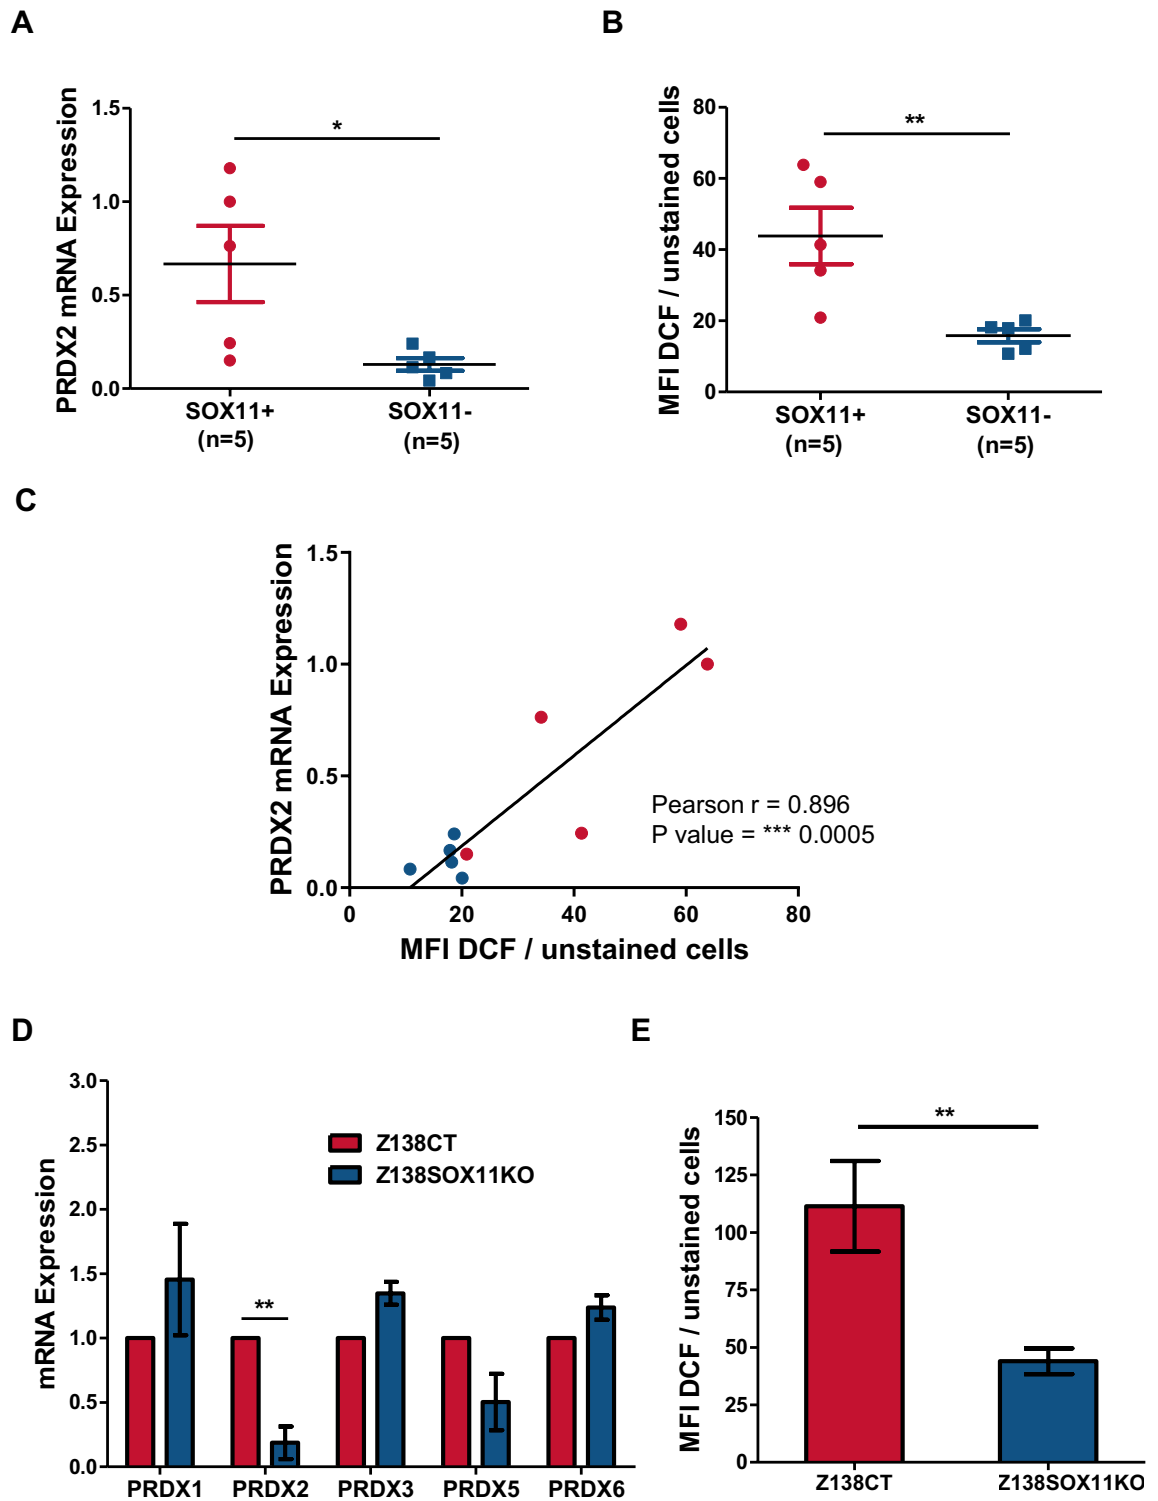 A
B
PRDX2 mRNA Expression
1.5
1.0
0.5
0.0
*
SOX11+
(n=5)
SOX11-
(n=5)
MFI DCF / unstained cells
80
60
40
20
0
**
SOX11+
(n=5)
SOX11-
(n=5)
C
PRDX2 mRNA Expression
1.5
1.0
0.5
0.0
Pearson r = 0.896
P value = *** 0.0005
0 20 40 60 80
MFI DCF / unstained cells
D
E
mRNA Expression
3.0
2.5
2.0
1.5
1.0
0.5
0.0
Z138CT
Z138SOX11KO
**
PRDX1 PRDX2 PRDX3 PRDX5 PRDX6
MFI DCF / unstained cells
150
125
100
75
50
25
0
**
Z138CT
Z138SOX11KO